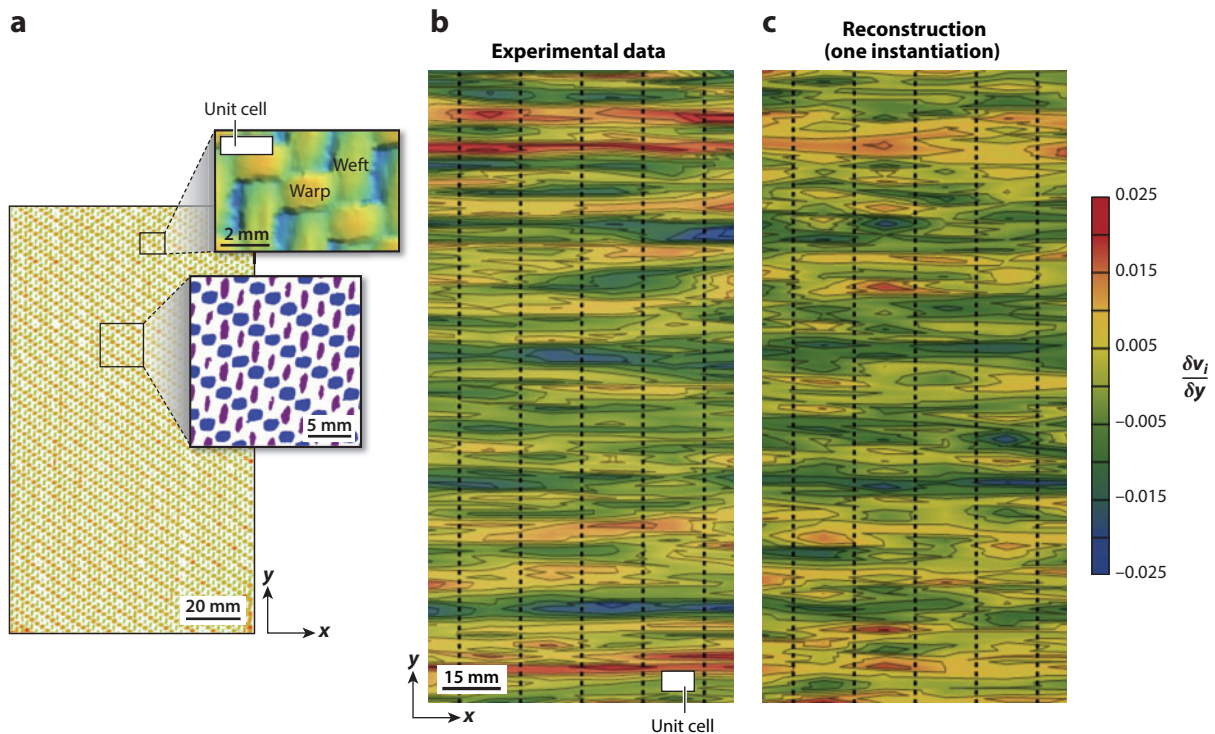 a
Unit cell
Weft
Warp
2 mm
5 mm
20 mm
y
x
b
Experimental data
15 mm
y
x
Unit cell
c
Reconstruction
(one instantiation)
0.025
0.015
0.005
–0.005
–0.015
–0.025
δvᵢ
δy